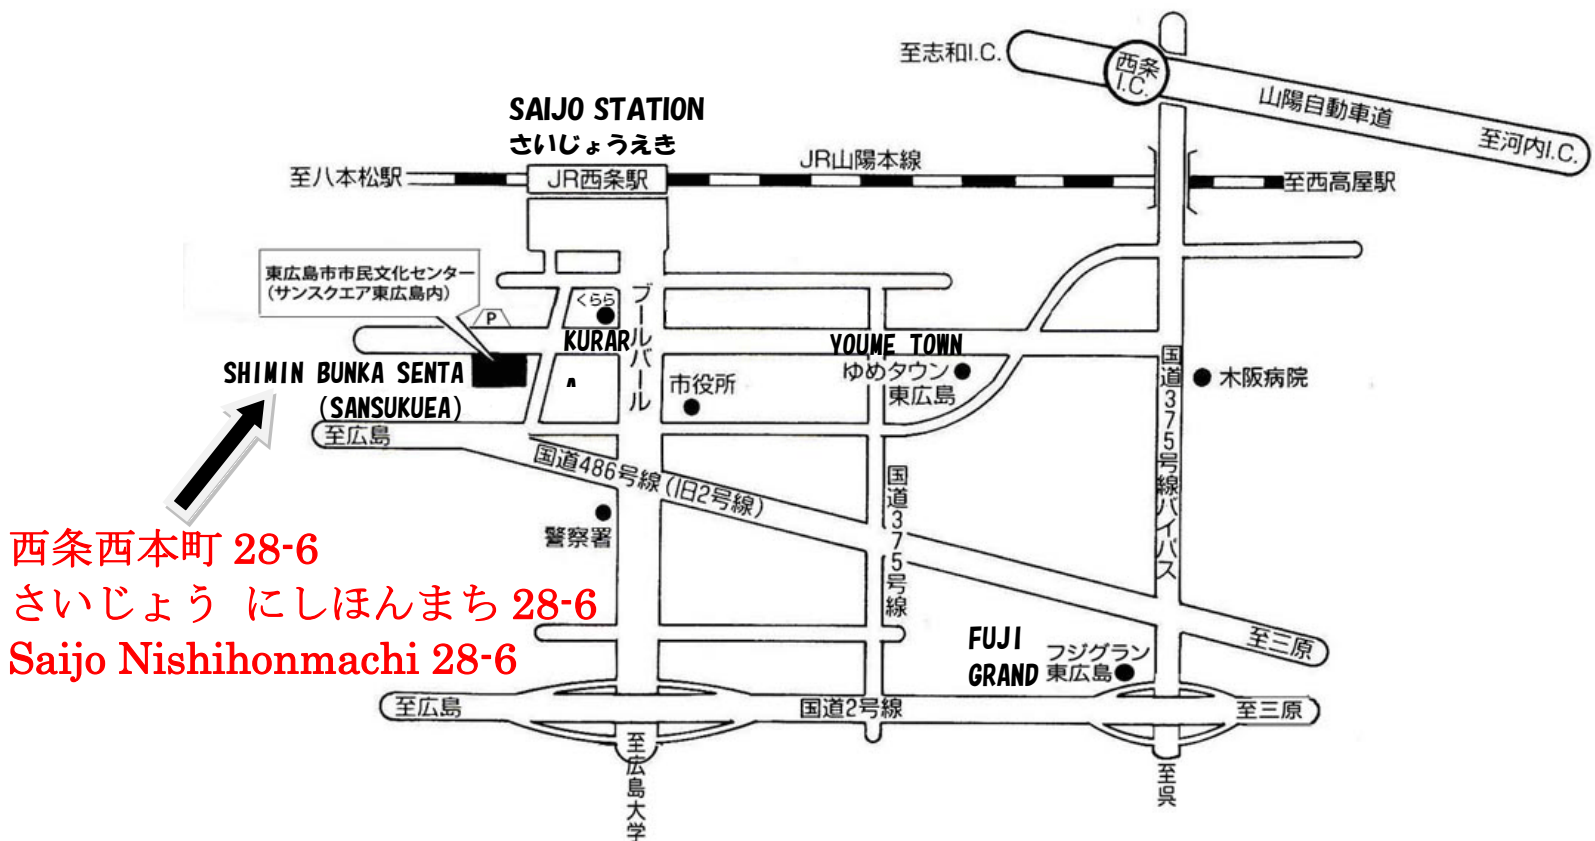 至志和I.C.
西条
I.C.
山陽自動車道
至河内I.C.
SAIJO STATION
さいじょうえき
JR山陽本線
至八本松駅
JR西条駅
至西高屋駅
東広島市市民文化センター
(サンスクエア東広島内)
P
くらら
ブールバール
KURAR
A
YOUME TOWN
ゆめタウン
東広島
SHIMIN BUNKA SENTA
(SANSUKUEA)
市役所
国道375号線バイパス
木阪病院
至広島
国道486号線(旧2号線)
国道375号線
警察署
西条西本町 28-6
さいじょう にしほんまち 28-6
Saijo Nishihonmachi 28-6
FUJI
GRAND
フジグラン
東広島
至三原
至広島
国道2号線
至三原
至広島大学
至呉